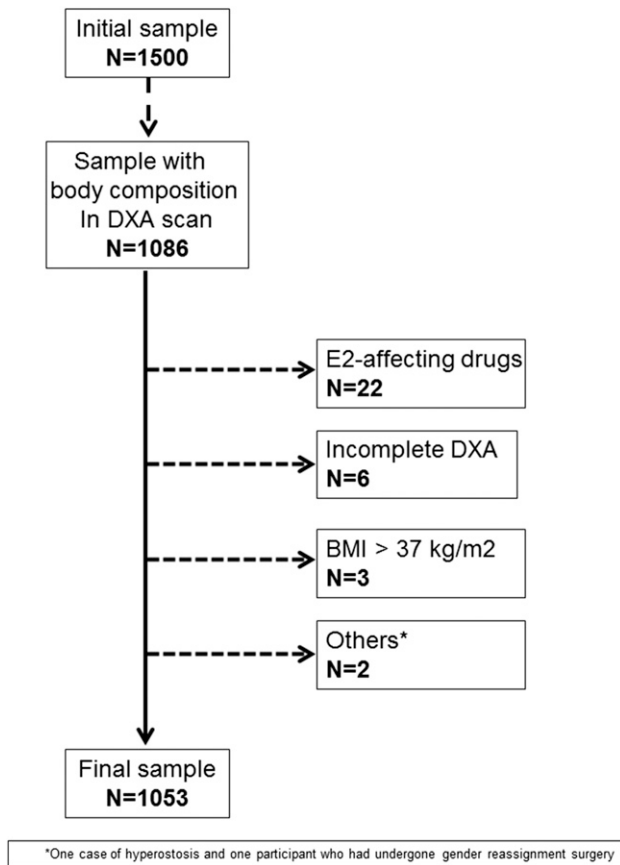 Initial sample
N=1500
Sample with
body composition
In DXA scan
N=1086
E2-affecting drugs
N=22
Incomplete DXA
N=6
BMI > 37 kg/m2
N=3
Others*
N=2
Final sample
N=1053
*One case of hyperostosis and one participant who had undergone gender reassignment surgery